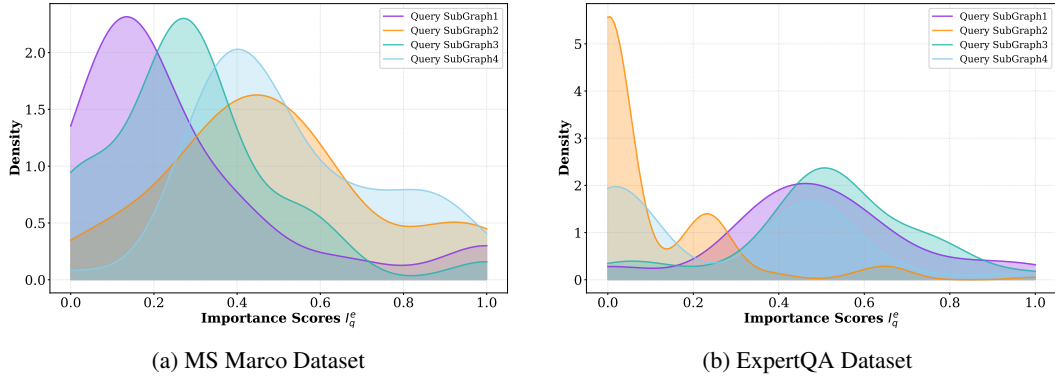 Query SubGraph1
Query SubGraph2
Query SubGraph3
Query SubGraph4
2.0
1.5
1.0
0.5
0.0
Density
0.0 0.2 0.4 0.6 0.8 1.0
Importance Scores I_q^e
(a) MS Marco Dataset
Query SubGraph1
Query SubGraph2
Query SubGraph3
Query SubGraph4
5
4
3
2
1
0
Density
0.0 0.2 0.4 0.6 0.8 1.0
Importance Scores I_q^e
(b) ExpertQA Dataset